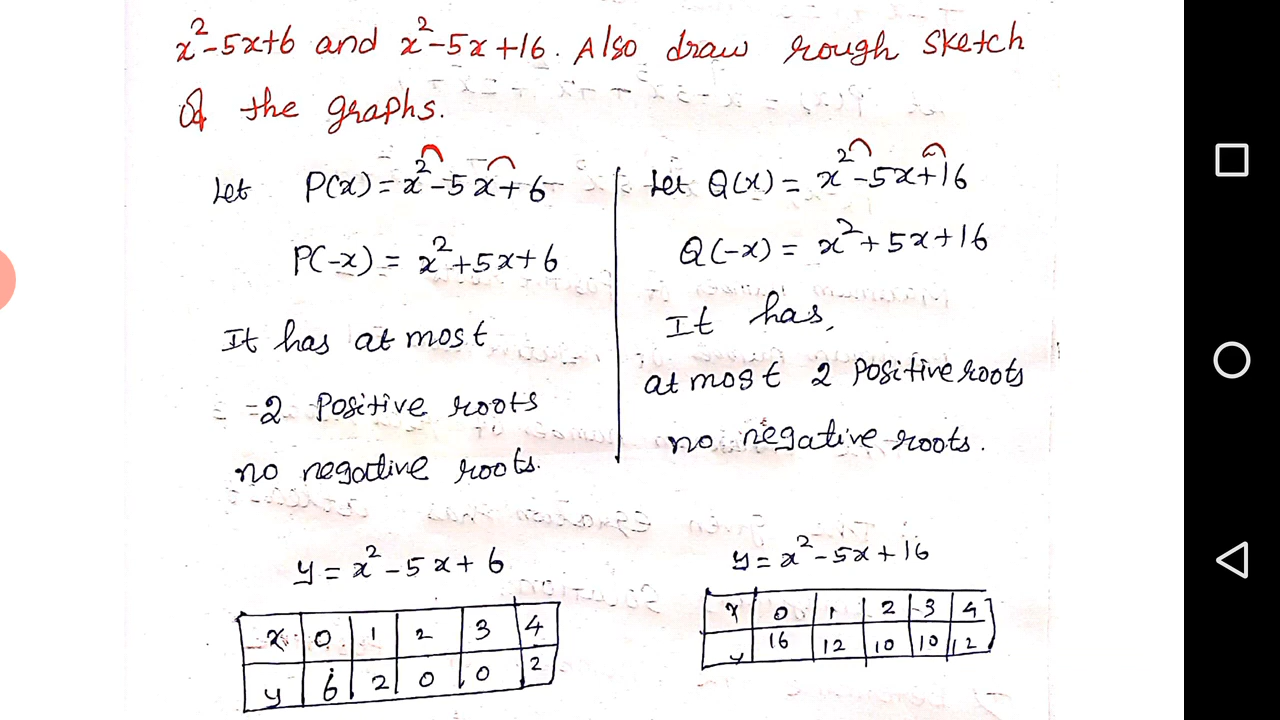 x²-5x+6 and x²-5x+16. Also draw rough sketch
of the graphs.
Let P(x) = x²-5x+6
P(-x) = x²+5x+6
It has at most
2 Positive roots
no negative roots.
Let Q(x) = x²-5x+16
Q(-x) = x²+5x+16
It has,
at most 2 Positive roots
no negative roots.
y = x²-5x+6
x 0 1 2 3 4
y 6 2 0 0 2
y = x²-5x+16
x 0 1 2 3 4
y 16 12 10 10 12